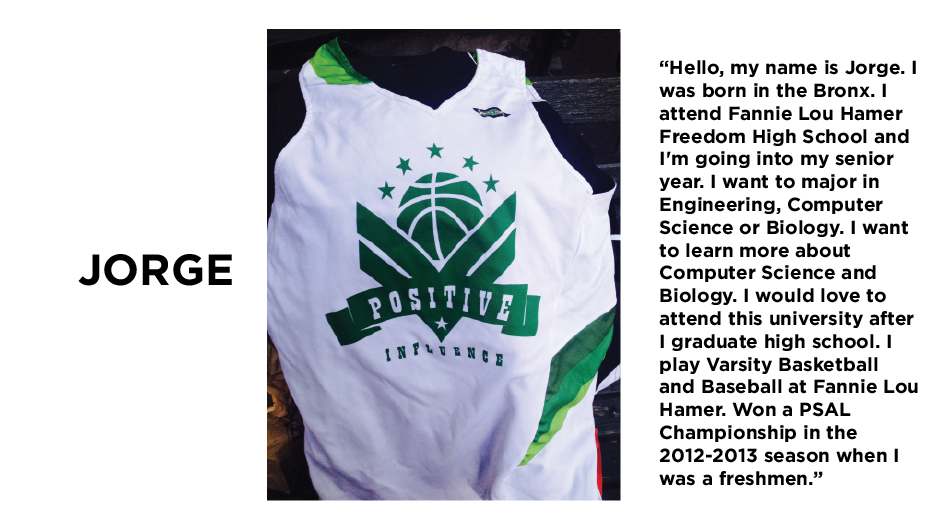 JORGE
POSITIVE
INFLUENCE
“Hello, my name is Jorge. I
was born in the Bronx. I
attend Fannie Lou Hamer
Freedom High School and
I'm going into my senior
year. I want to major in
Engineering, Computer
Science or Biology. I want
to learn more about
Computer Science and
Biology. I would love to
attend this university after
I graduate high school. I
play Varsity Basketball
and Baseball at Fannie Lou
Hamer. Won a PSAL
Championship in the
2012-2013 season when I
was a freshmen.”